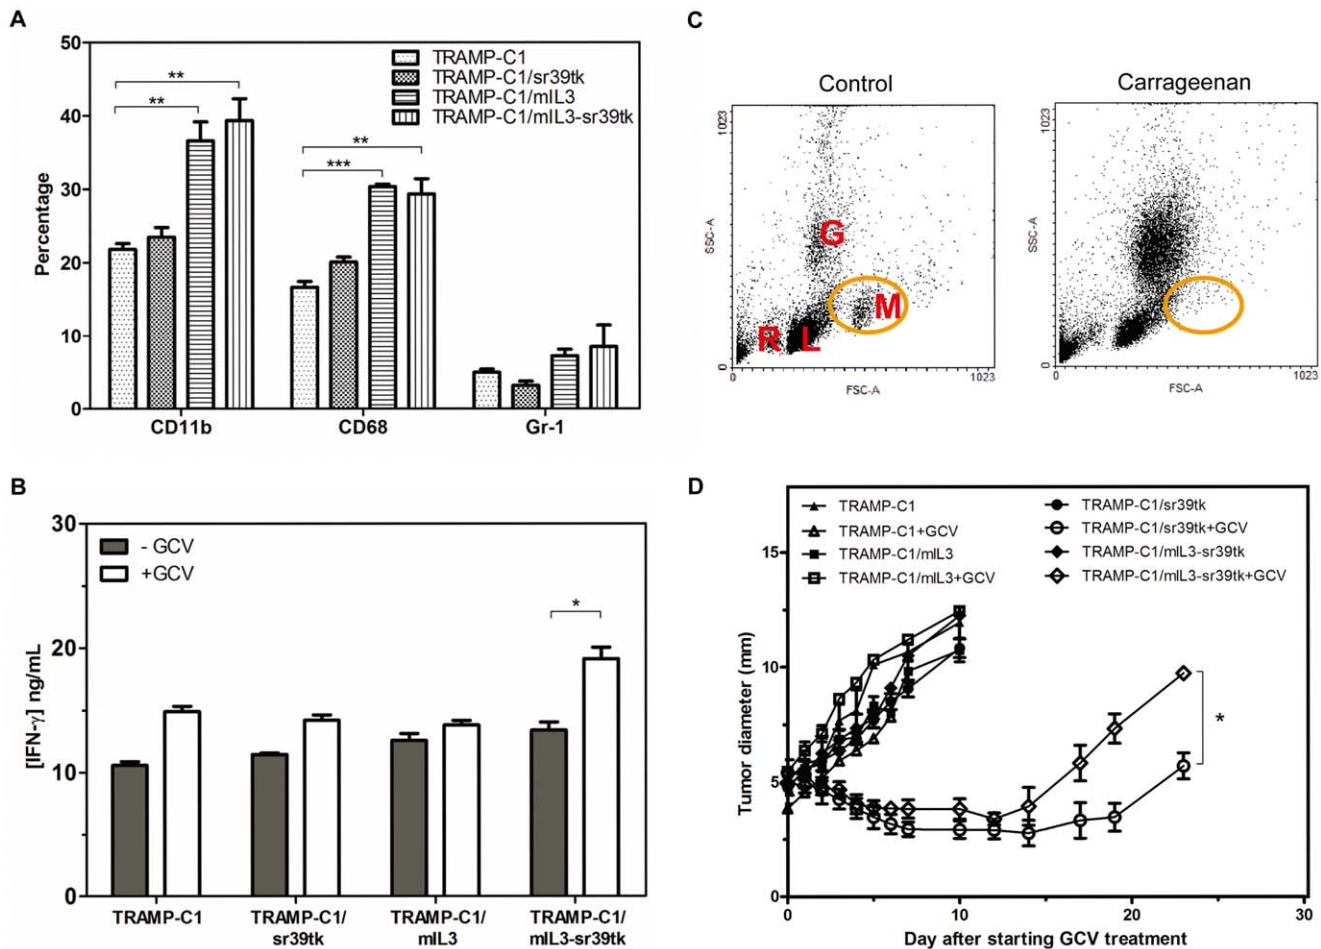 A
50
40
30
20
10
0
Percentage
TRAMP-C1
TRAMP-C1/sr39tk
TRAMP-C1/mIL3
TRAMP-C1/mIL3-sr39tk
**
**
**
***
CD11b
CD68
Gr-1
B
30
20
10
0
[IFN-γ] ng/mL
- GCV
+GCV
*
TRAMP-C1
TRAMP-C1/
sr39tk
TRAMP-C1/
mIL3
TRAMP-C1/
mIL3-sr39tk
C
Control
Carrageenan
1023
SSC-A
0
G
M
R
L
0
1023
FSC-A
1023
SSC-A
0
0
1023
FSC-A
D
TRAMP-C1
TRAMP-C1+GCV
TRAMP-C1/mIL3
TRAMP-C1/mIL3+GCV
TRAMP-C1/sr39tk
TRAMP-C1/sr39tk+GCV
TRAMP-C1/mIL3-sr39tk
TRAMP-C1/mIL3-sr39tk+GCV
15
10
5
0
Tumor diameter (mm)
*
0
10
20
30
Day after starting GCV treatment